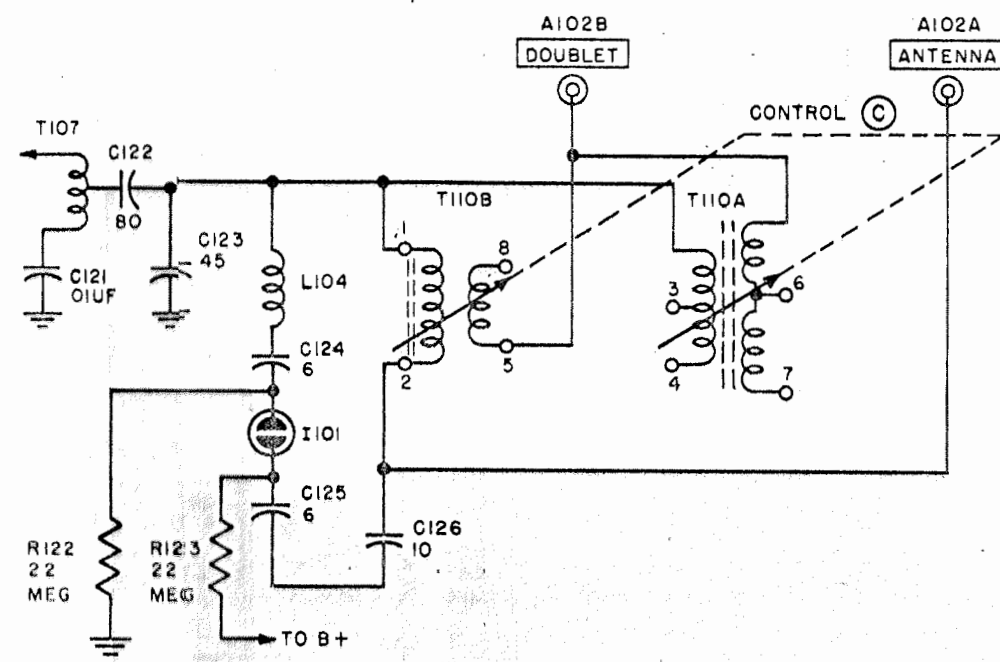 A102B
DOUBLET
A102A
ANTENNA
CONTROL C
T107
C122
80
C123
45
C121
01UF
L104
T110B
1
8
5
2
T110A
3
4
6
7
C124
6
I101
C125
6
C126
10
R122
22
MEG
R123
22
MEG
TO B+